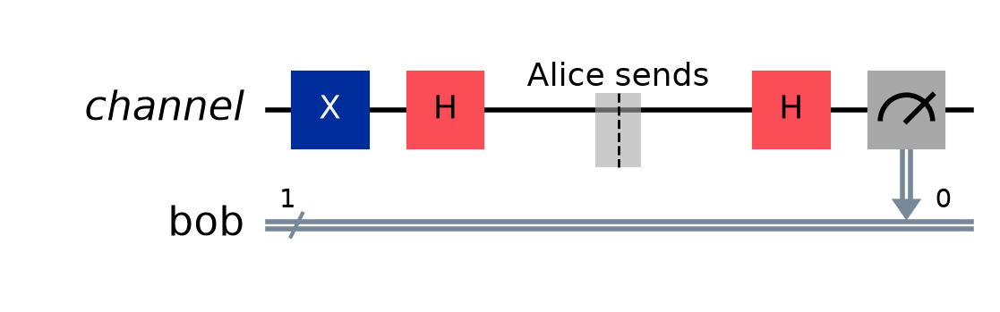 Alice sends
channel X H H
1 0
bob